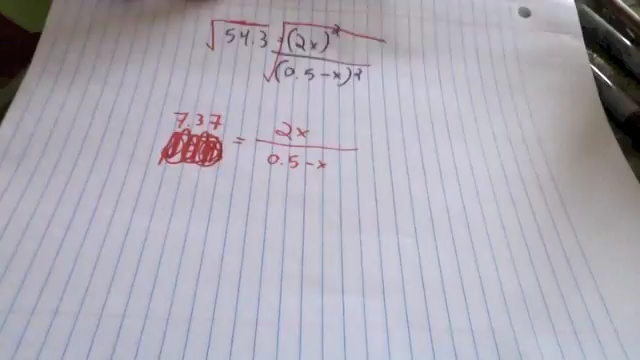 √54.3 = √(2x)²
√(0.5-x)²
7.37
= 2x
0.5-x